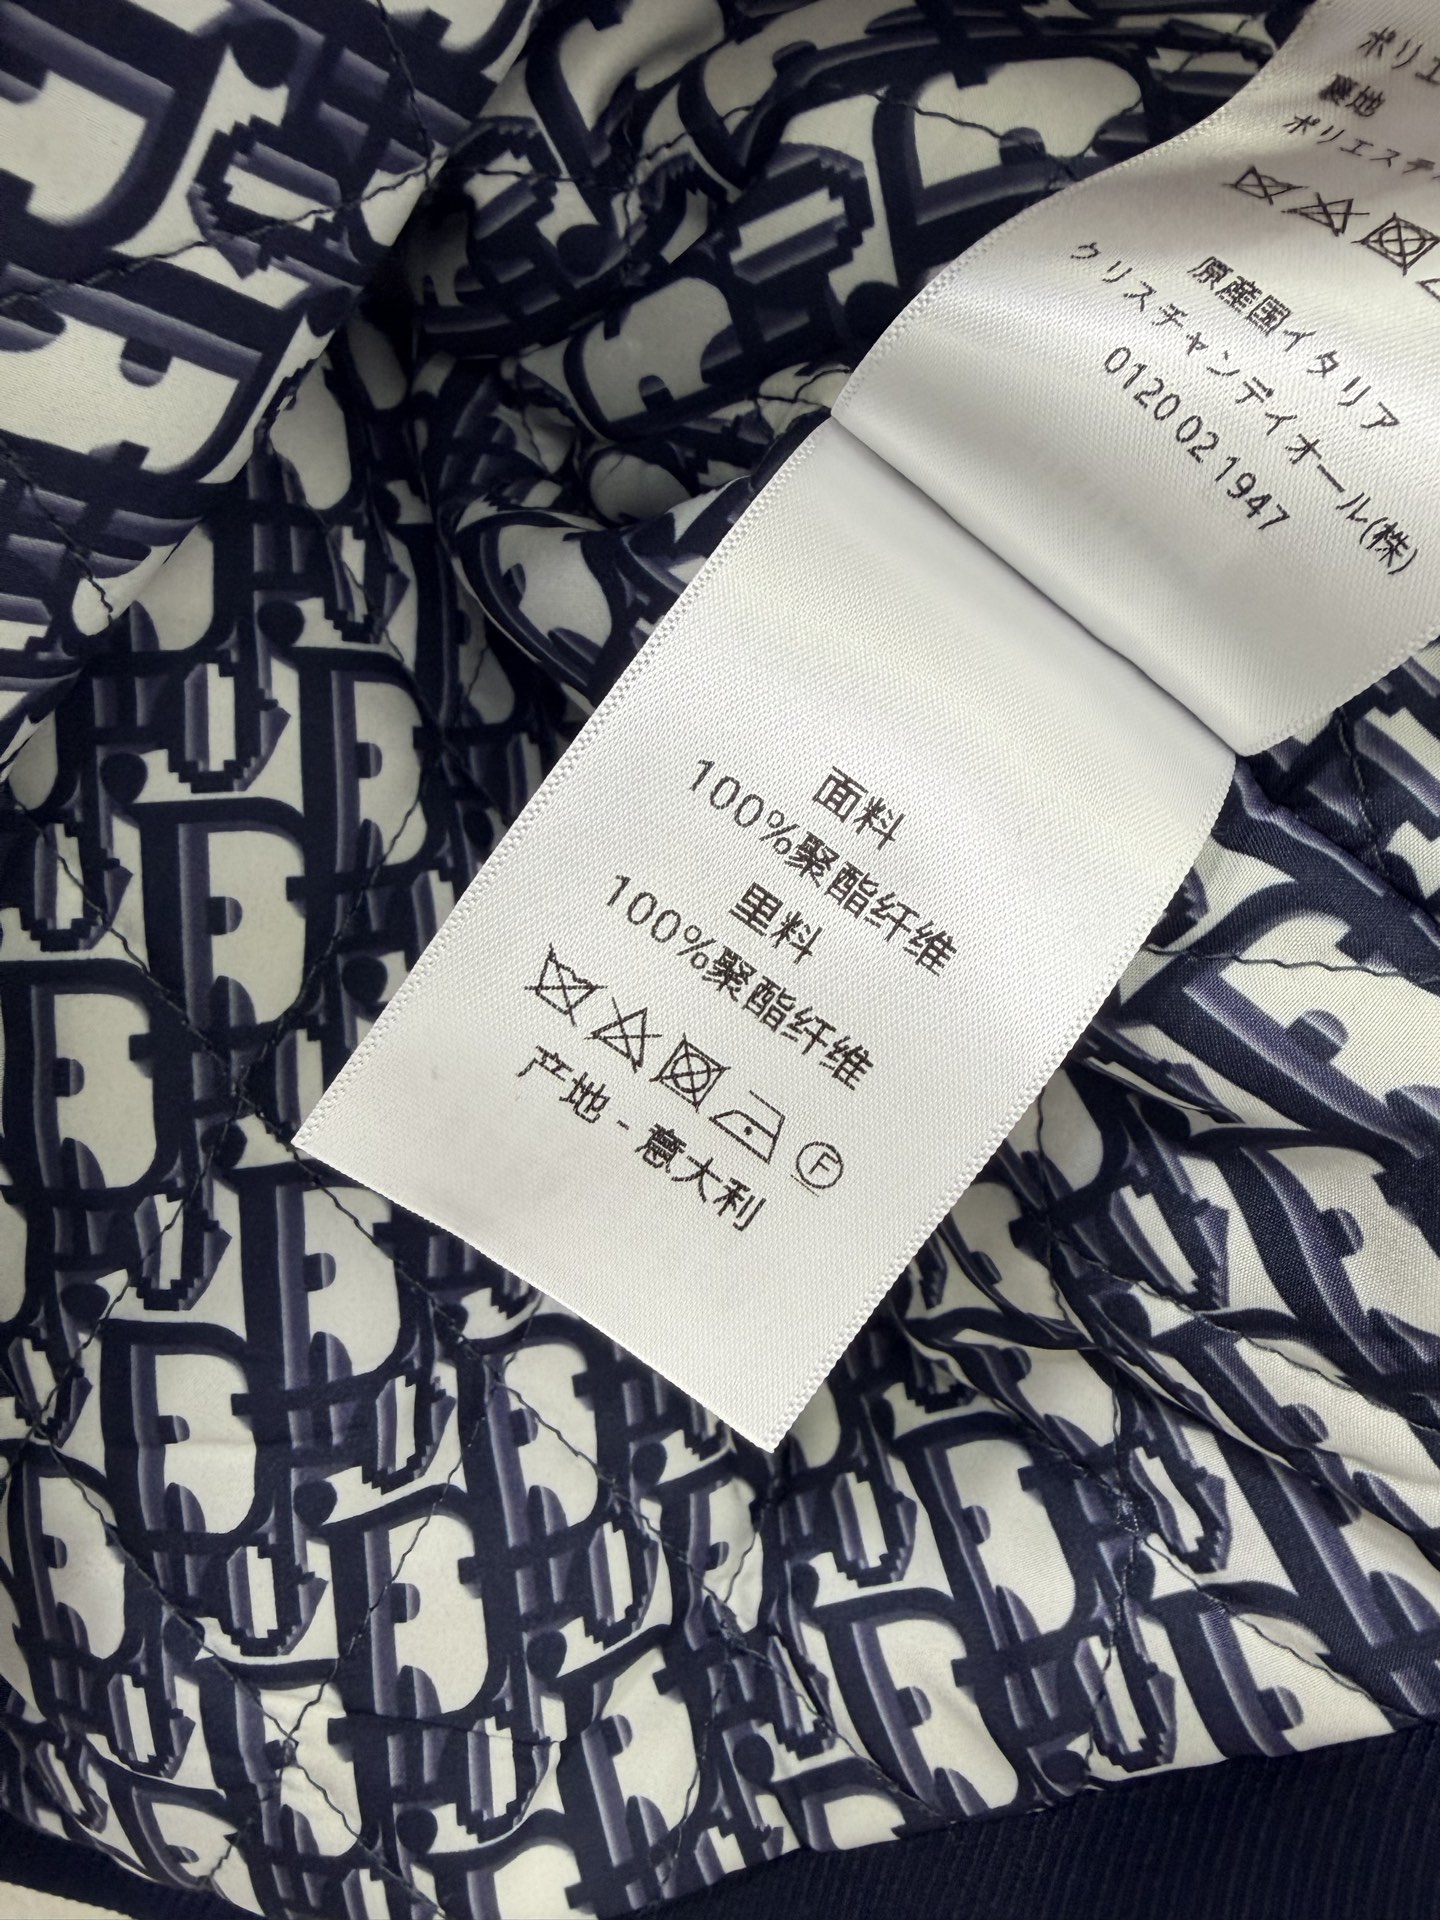 ポリエ
裏地
ポリエステ
原産国イタリア
クリスチャンディオール(株)
0120 02 1947
面料
100%聚酯纤维
里料
100%聚酯纤维
F
产地 - 意大利